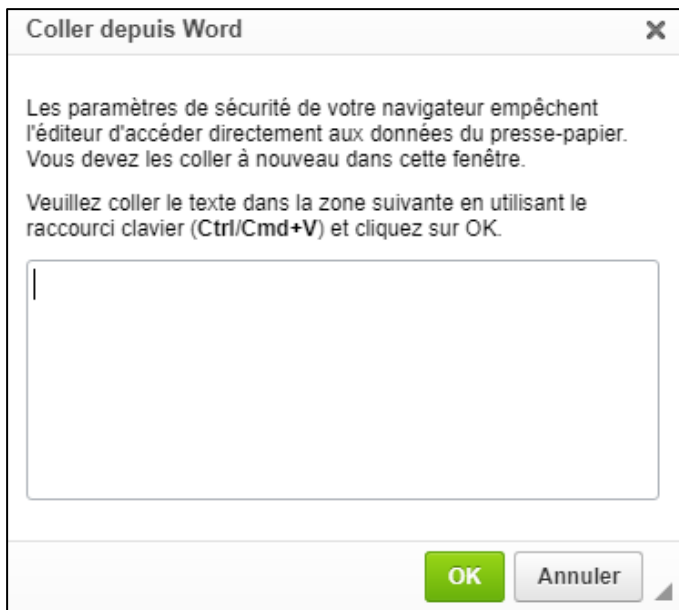 Coller depuis Word
Les paramètres de sécurité de votre navigateur empêchent
l'éditeur d'accéder directement aux données du presse-papier.
Vous devez les coller à nouveau dans cette fenêtre.
Veuillez coller le texte dans la zone suivante en utilisant le
raccourci clavier (Ctrl/Cmd+V) et cliquez sur OK.
OK
Annuler